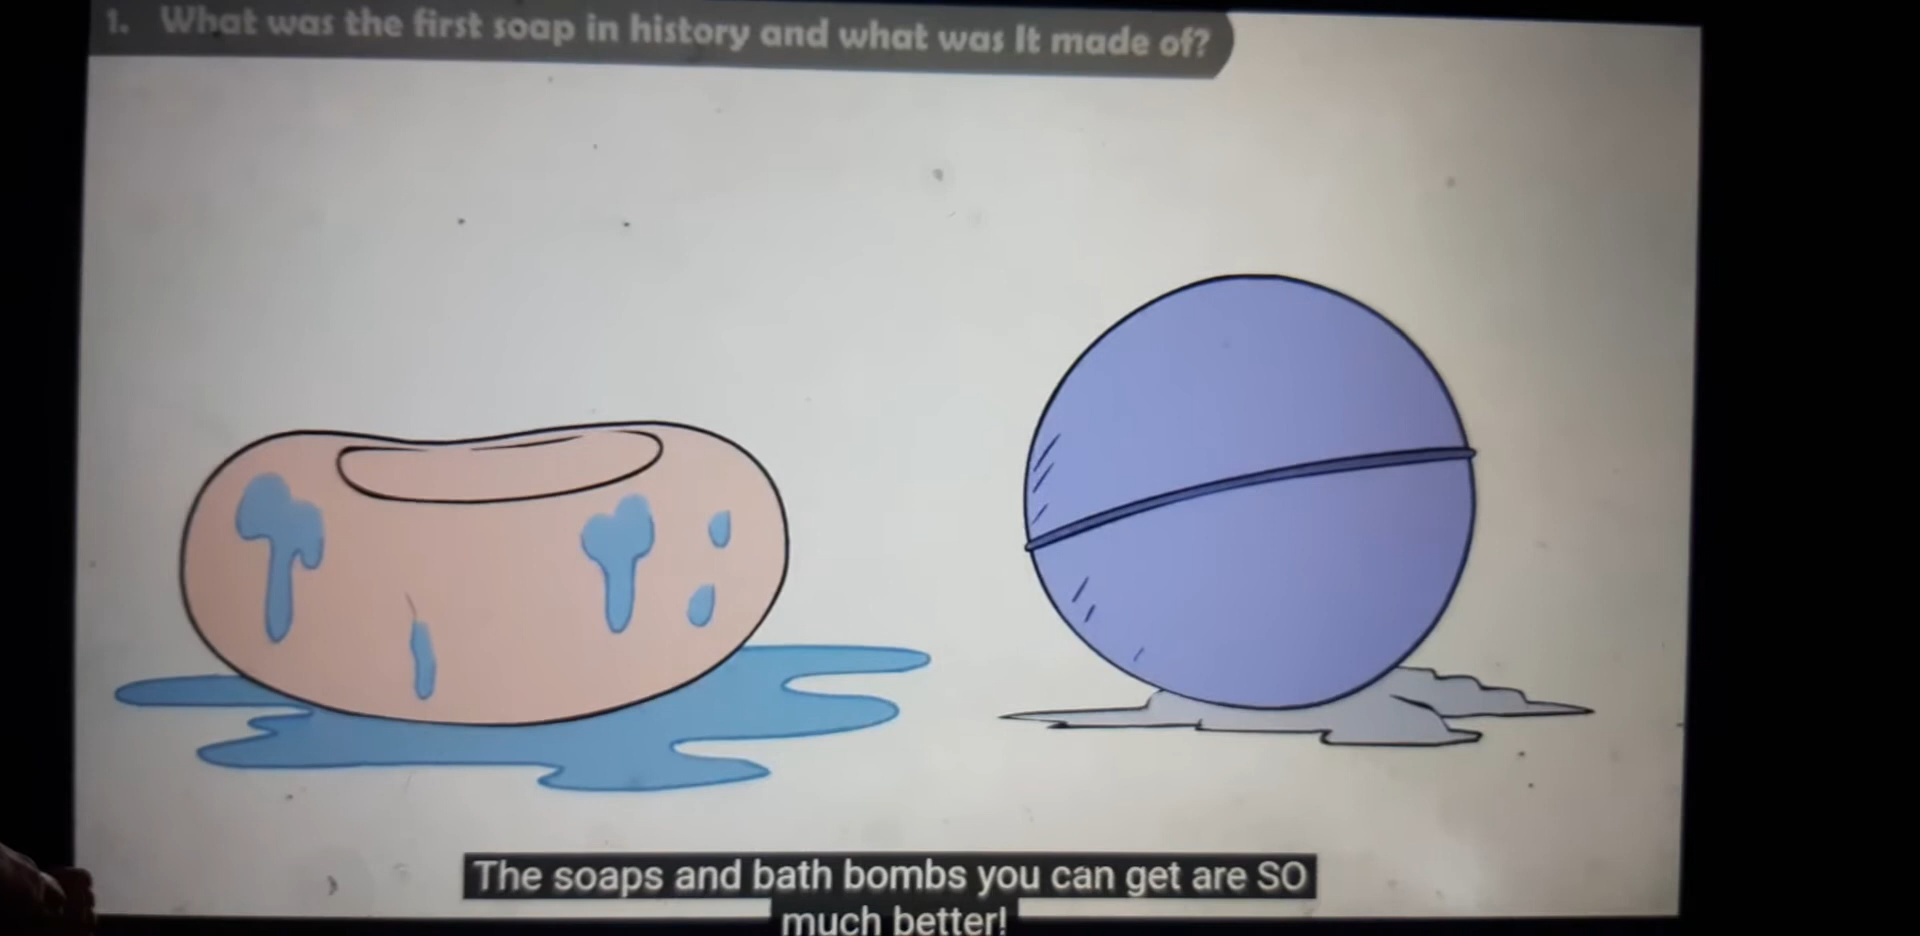 1. What was the first soap in history and what was It made of?
The soaps and bath bombs you can get are SO
much better!